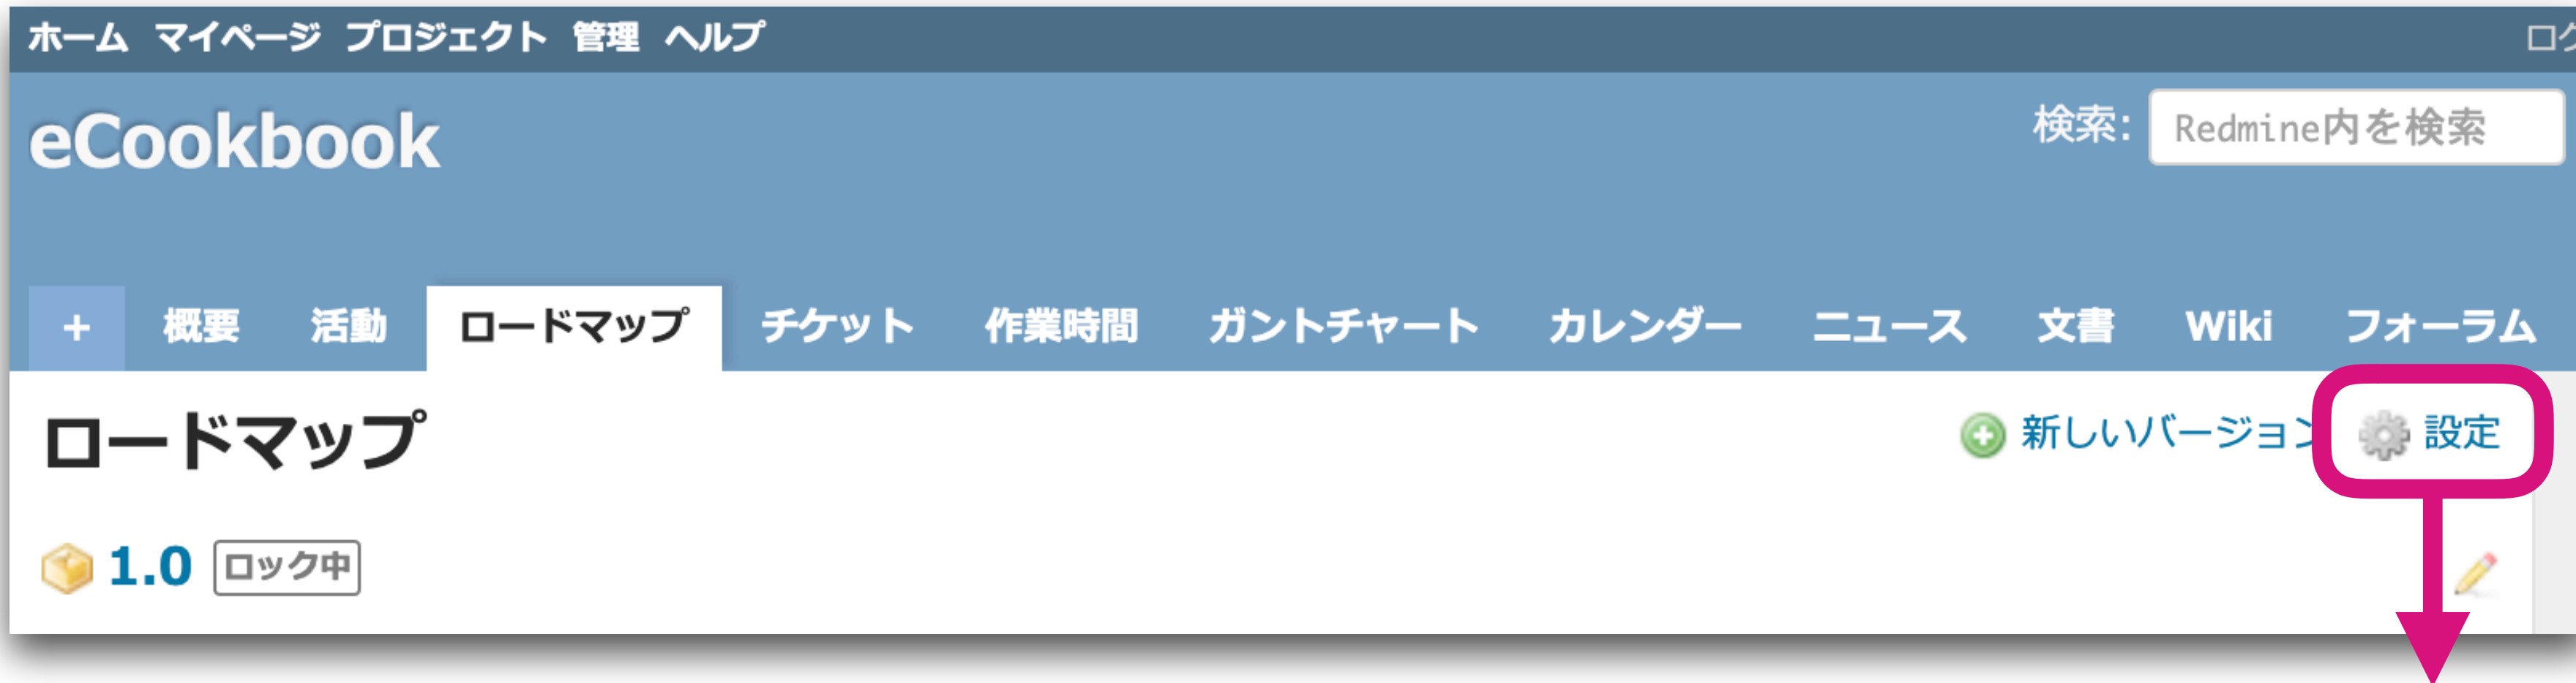 ホーム マイページ プロジェクト 管理 ヘルプ
eCookbook
検索: Redmine内を検索
+ 概要 活動 ロードマップ チケット 作業時間 ガントチャート カレンダー ニュース 文書 Wiki フォーラム
ロードマップ
新しいバージョン 設定
1.0 ロック中